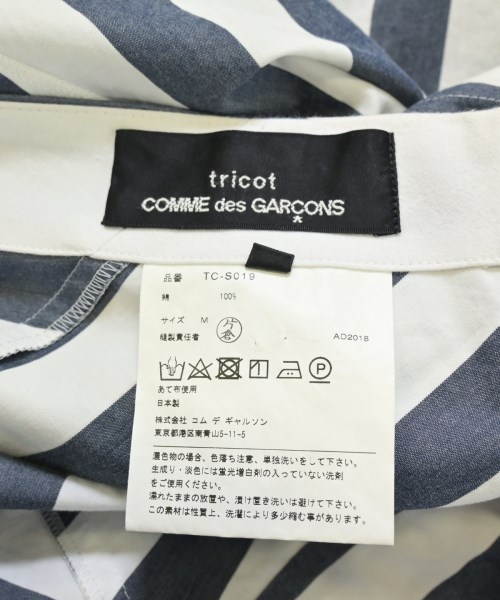 tricot
COMME des GARÇONS
品番 TC-S019
綿 100%
サイズ M 片倉
縫製責任者 AD2018
P
あて布使用
日本製
株式会社 コム デ ギャルソン
東京都港区南青山5-11-5
濃色物の場合、色落ち注意、単独洗いをして下さい。
生成り・淡色には蛍光増白剤の入っていない洗剤
をご使用ください。
濡れたままの放置や、漬け置き洗いは避けて下さい。
この素材は性質上、洗濯により多少縮む事があります。